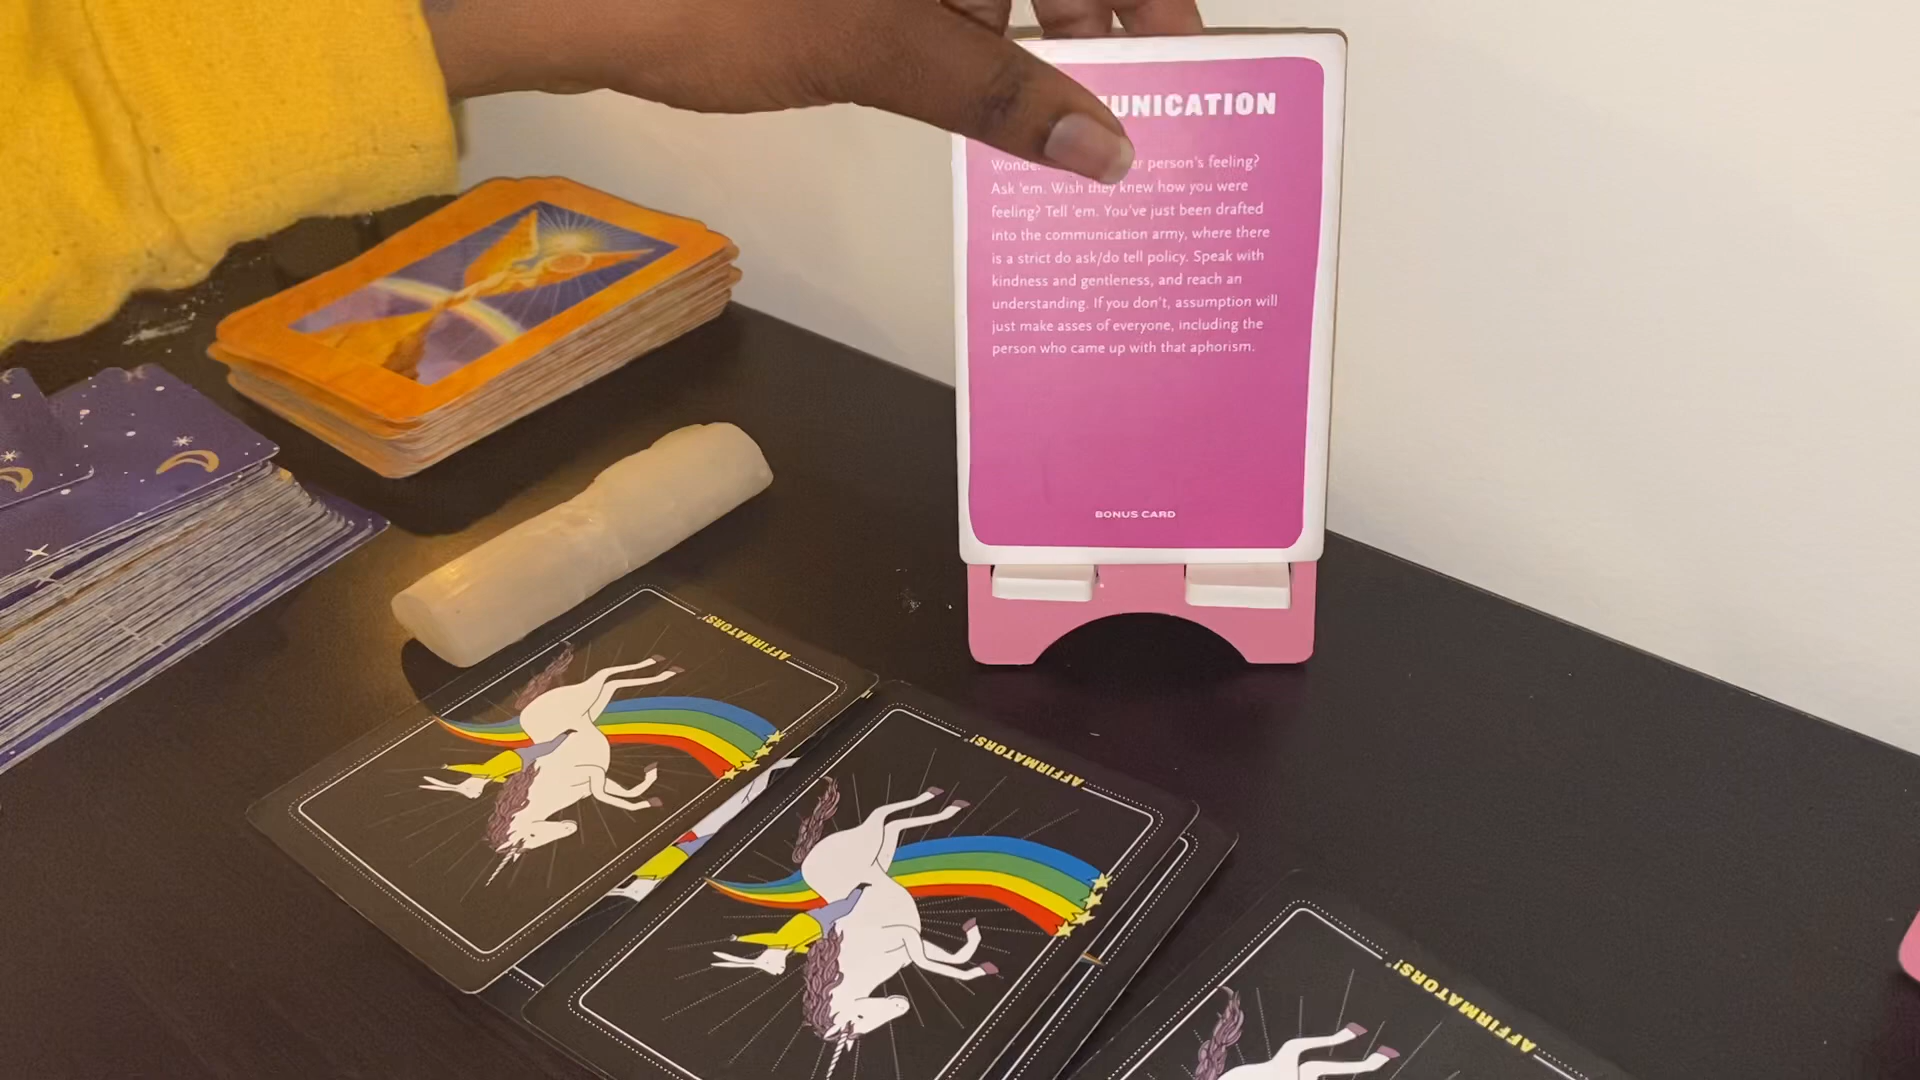 UNICATION
person's feeling?
Ask 'em. Wish they knew how you were
feeling? Tell 'em. You've just been drafted
into the communication army, where there
is a strict do ask/do tell policy. Speak with
kindness and gentleness, and reach an
understanding. If you don't, assumption will
just make asses of everyone, including the
person who came up with that aphorism.
BONUS CARD
AFFIRMATORS!
AFFIRMATORS!
AFFIRMATORS!